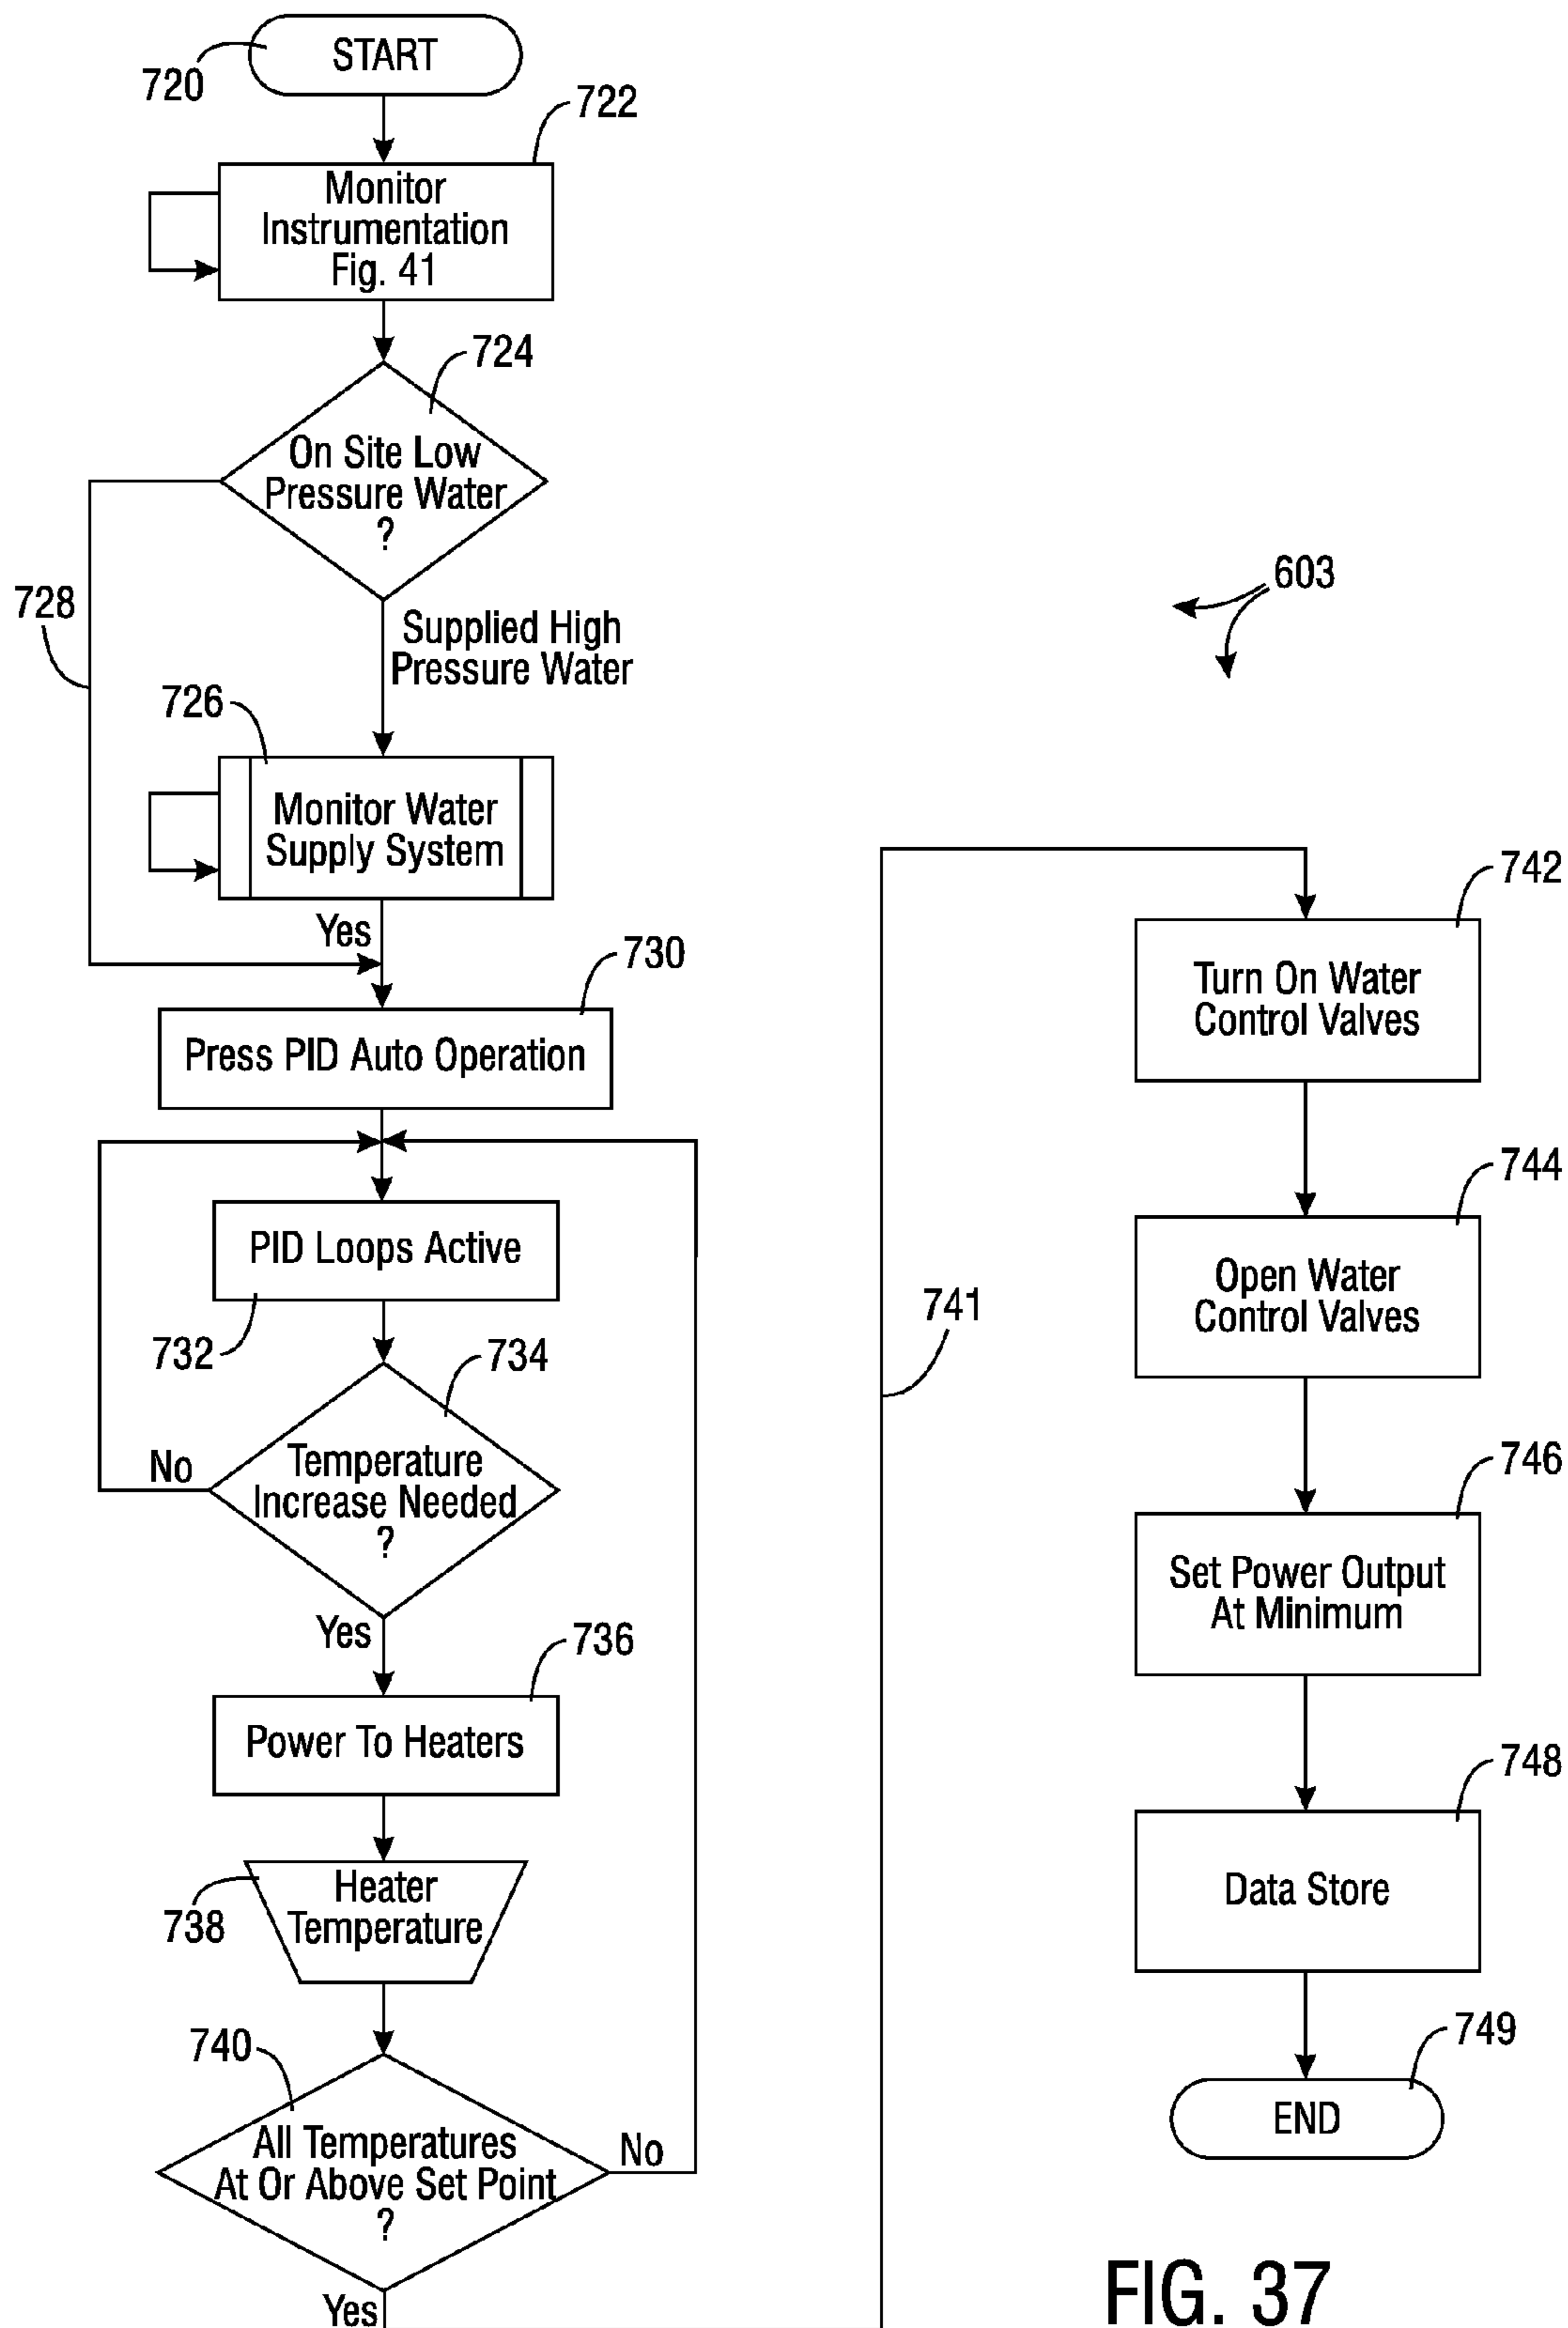 720
START
722
Monitor
Instrumentation
Fig. 41
724
On Site Low
Pressure Water
?
728
Supplied High
Pressure Water
726
Monitor Water
Supply System
Yes
730
Press PID Auto Operation
PID Loops Active
732
734
No
Temperature
Increase Needed
?
Yes
736
Power To Heaters
738
Heater
Temperature
740
All Temperatures
At Or Above Set Point
?
No
Yes
603
741
742
Turn On Water
Control Valves
744
Open Water
Control Valves
746
Set Power Output
At Minimum
748
Data Store
749
END
FIG. 37